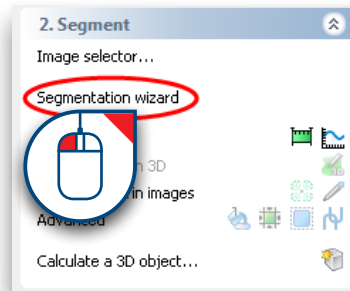 2. Segment
Image selector...
Segmentation wizard
3D
in images
Advanced
Calculate a 3D object...